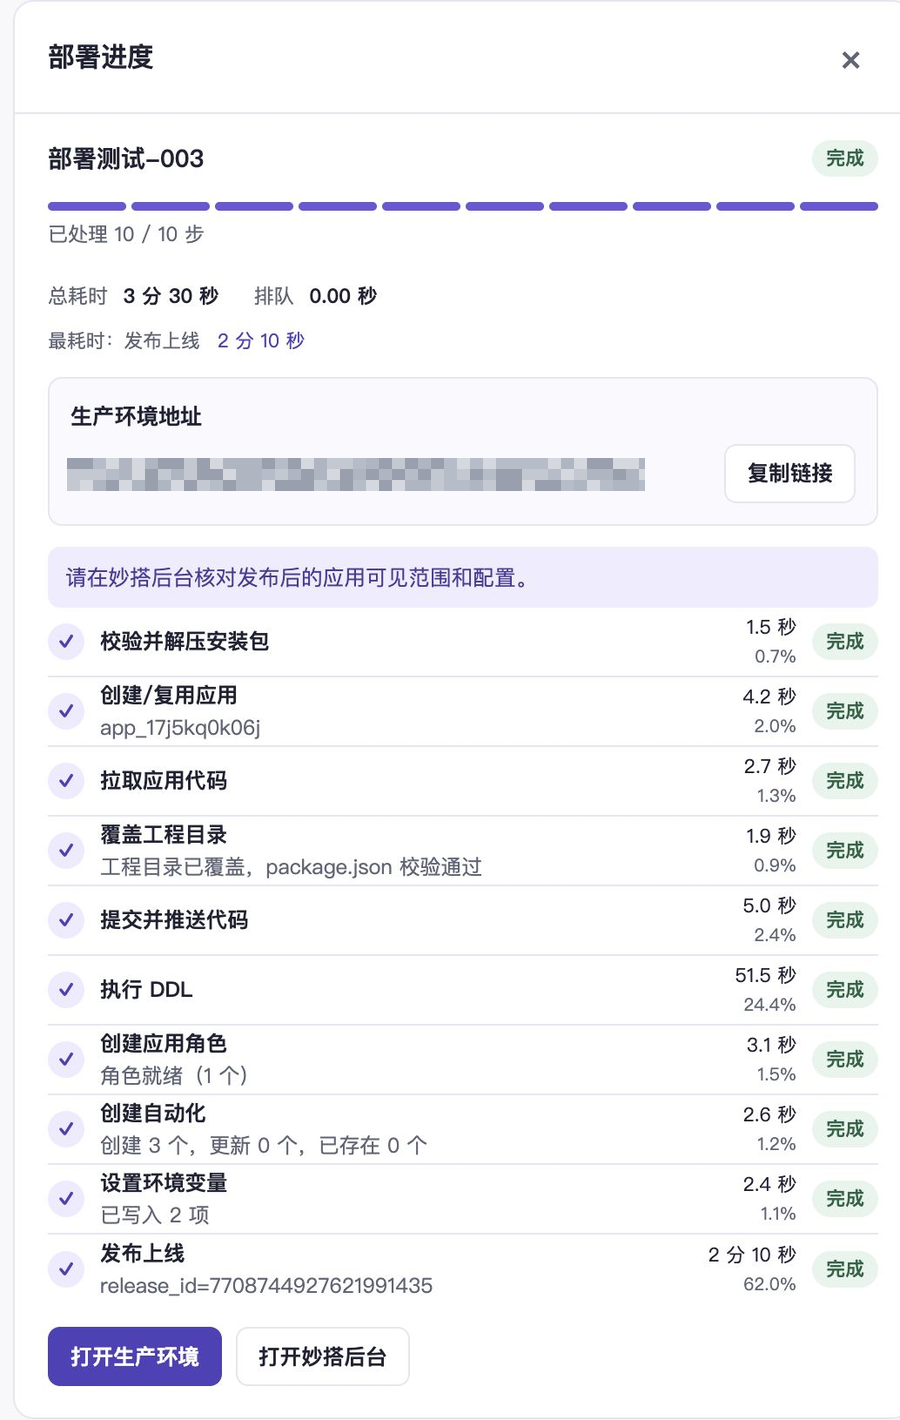 部署进度
部署测试-003
完成
已处理 10 / 10 步
总耗时 3 分 30 秒 排队 0.00 秒
最耗时：发布上线 2 分 10 秒
生产环境地址
复制链接
请在妙搭后台核对发布后的应用可见范围和配置。
校验并解压安装包
1.5 秒
0.7%
完成
创建/复用应用
app_17j5kq0k06j
4.2 秒
2.0%
完成
拉取应用代码
2.7 秒
1.3%
完成
覆盖工程目录
工程目录已覆盖，package.json 校验通过
1.9 秒
0.9%
完成
提交并推送代码
5.0 秒
2.4%
完成
执行 DDL
51.5 秒
24.4%
完成
创建应用角色
角色就绪（1 个）
3.1 秒
1.5%
完成
创建自动化
创建 3 个，更新 0 个，已存在 0 个
2.6 秒
1.2%
完成
设置环境变量
已写入 2 项
2.4 秒
1.1%
完成
发布上线
release_id=7708744927621991435
2 分 10 秒
62.0%
完成
打开生产环境
打开妙搭后台